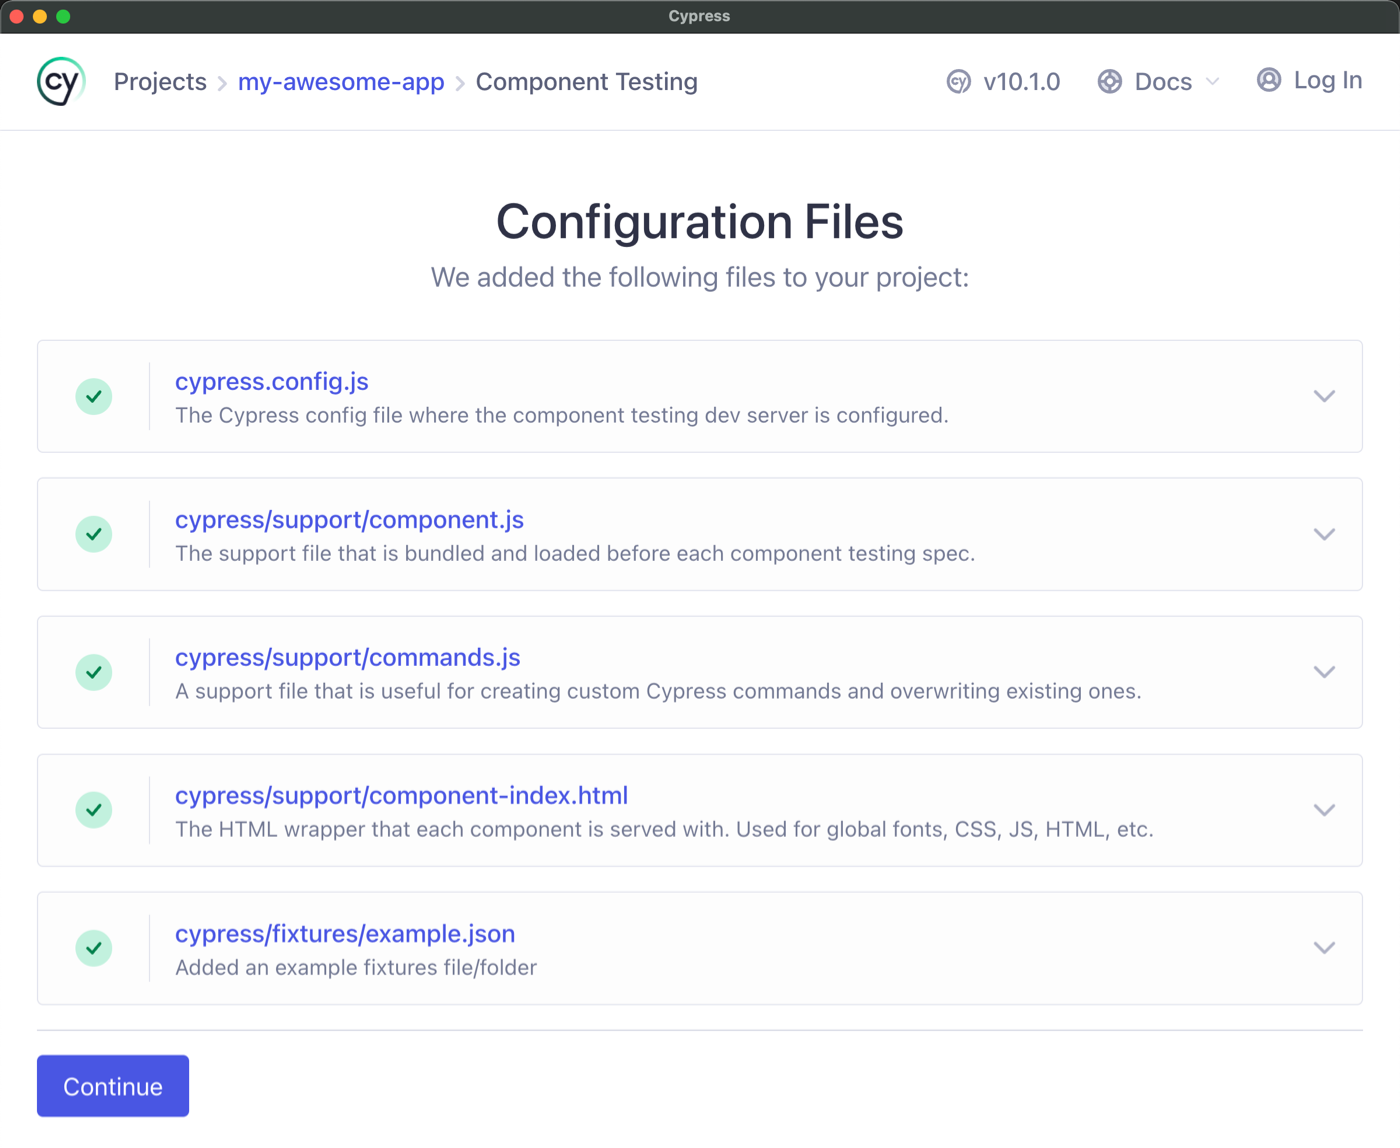 Cypress
cy Projects my-awesome-app Component Testing cy v10.1.0 Docs Log In
Configuration Files
We added the following files to your project:
cypress.config.js
The Cypress config file where the component testing dev server is configured.
cypress/support/component.js
The support file that is bundled and loaded before each component testing spec.
cypress/support/commands.js
A support file that is useful for creating custom Cypress commands and overwriting existing ones.
cypress/support/component-index.html
The HTML wrapper that each component is served with. Used for global fonts, CSS, JS, HTML, etc.
cypress/fixtures/example.json
Added an example fixtures file/folder
Continue